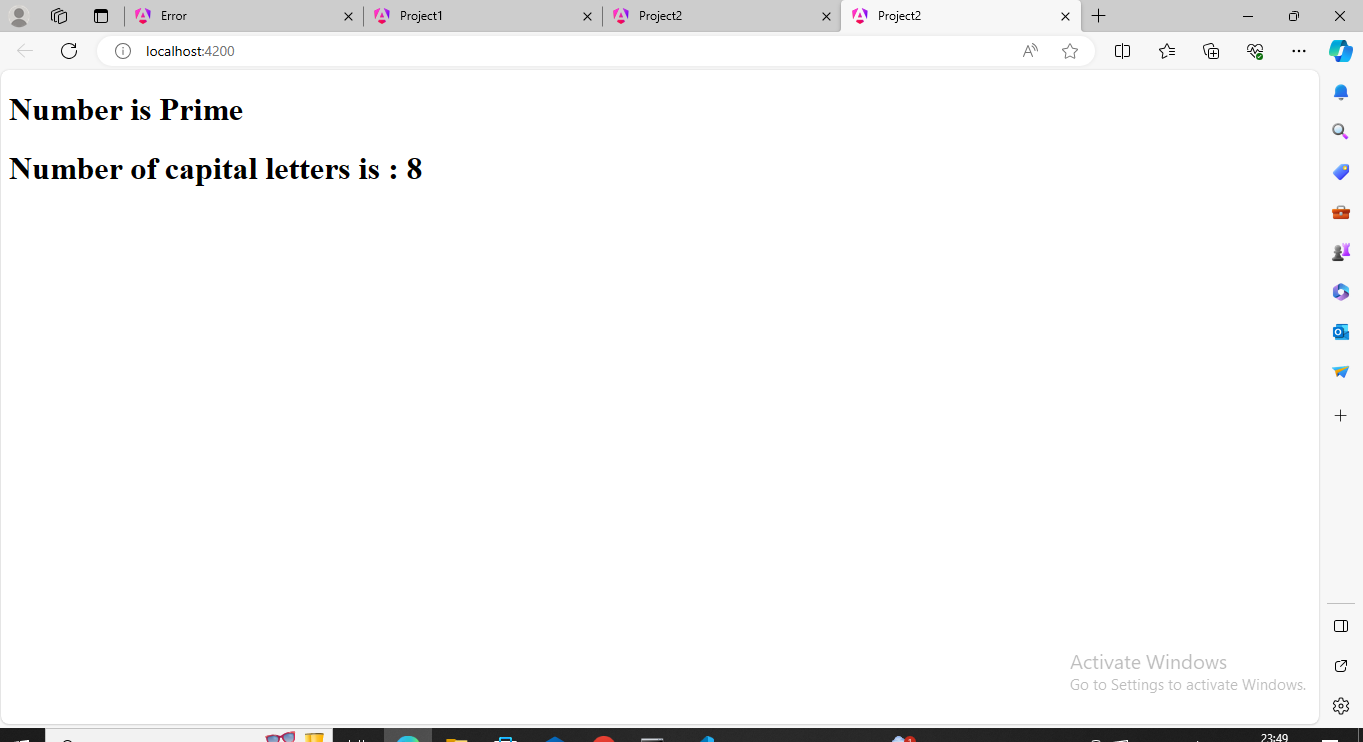 Error
Project1
Project2
Project2
localhost:4200
Number is Prime
Number of capital letters is : 8
Activate Windows
Go to Settings to activate Windows.
23:49